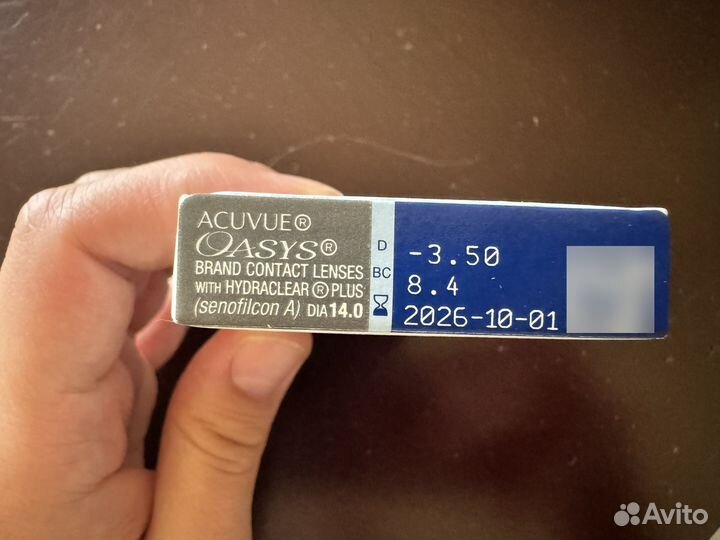 ACUVUE®
OASYS®
BRAND CONTACT LENSES
WITH HYDRACLEAR® PLUS
(senofilcon A) DIA 14.0
D -3.50
BC 8.4
2026-10-01
Avito